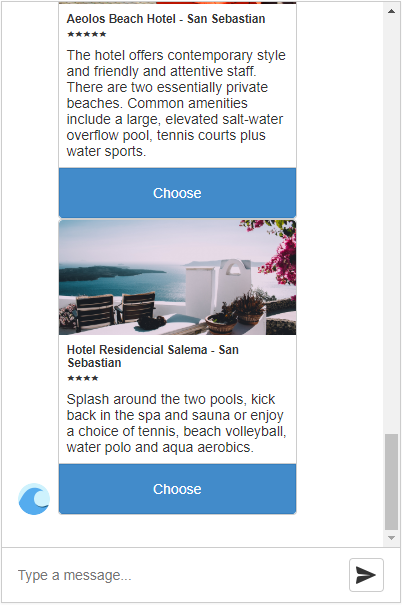 Aeolos Beach Hotel - San Sebastian
★★★★★
The hotel offers contemporary style
and friendly and attentive staff.
There are two essentially private
beaches. Common amenities
include a large, elevated salt-water
overflow pool, tennis courts plus
water sports.
Choose
Hotel Residencial Salema - San
Sebastian
★★★★
Splash around the two pools, kick
back in the spa and sauna or enjoy
a choice of tennis, beach volleyball,
water polo and aqua aerobics.
Choose
Type a message...